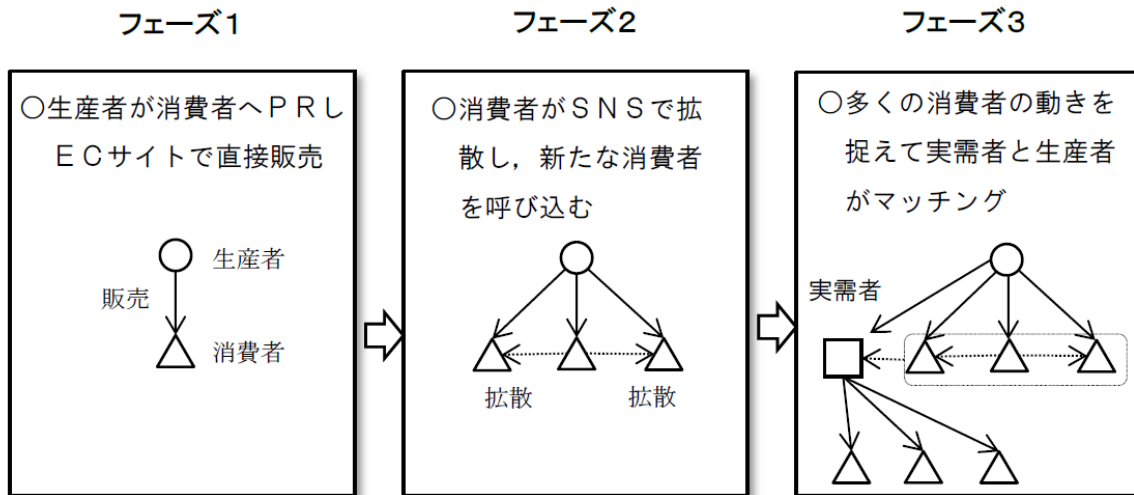 フェーズ1
○生産者が消費者へPRし
ECサイトで直接販売
生産者
販売
消費者
フェーズ2
○消費者がSNSで拡
散し，新たな消費者
を呼び込む
拡散
拡散
フェーズ3
○多くの消費者の動きを
捉えて実需者と生産者
がマッチング
実需者